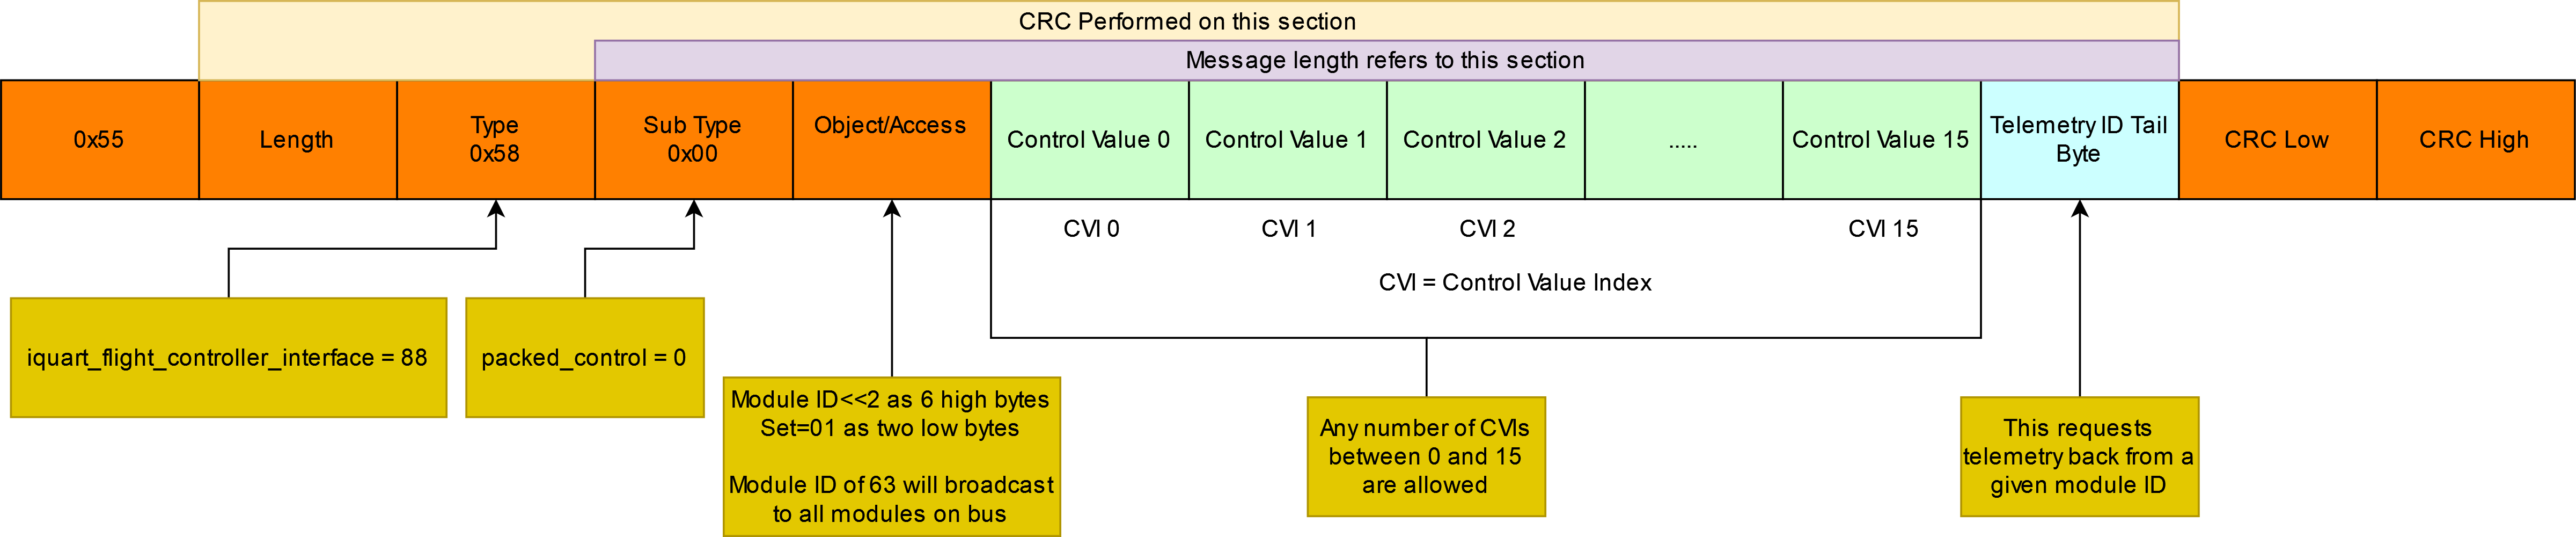 CRC Performed on this section
Message length refers to this section
0x55
Length
Type
0x58
Sub Type
0x00
Object/Access
Control Value 0
Control Value 1
Control Value 2
.....
Control Value 15
Telemetry ID Tail
Byte
CRC Low
CRC High
CVI 0
CVI 1
CVI 2
CVI 15
CVI = Control Value Index
iquart_flight_controller_interface = 88
packed_control = 0
Module ID<<2 as 6 high bytes
Set=01 as two low bytes
Module ID of 63 will broadcast
to all modules on bus
Any number of CVIs
between 0 and 15
are allowed
This requests
telemetry back from a
given module ID